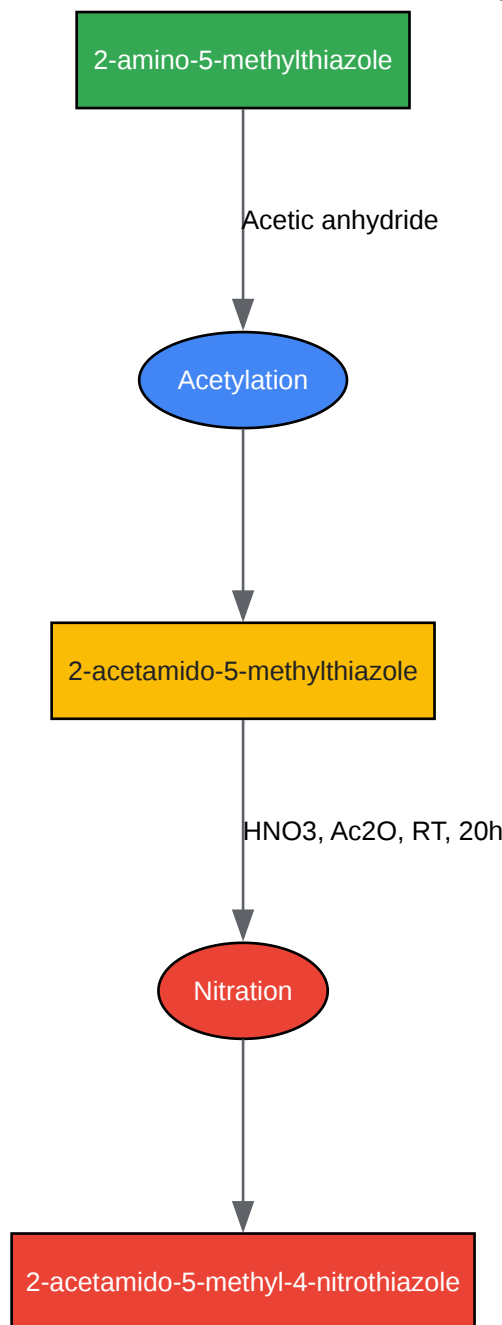 2-amino-5-methylthiazole
Acetic anhydride
Acetylation
2-acetamido-5-methylthiazole
HNO3, Ac2O, RT, 20h
Nitration
2-acetamido-5-methyl-4-nitrothiazole